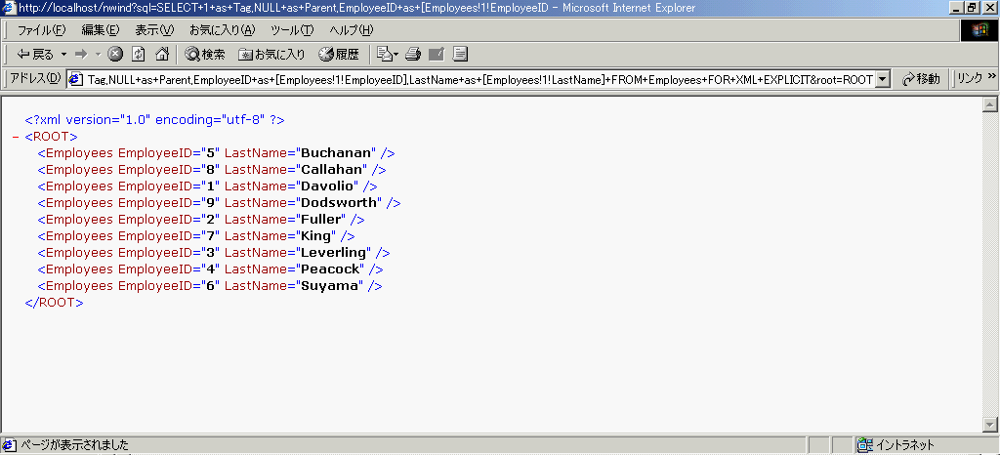 http://localhost/nwind?sql=SELECT+1+as+Tag,NULL+as+Parent,EmployeeID+as+[Employees!1!EmployeeID - Microsoft Internet Explorer
ファイル(F) 編集(E) 表示(V) お気に入り(A) ツール(T) ヘルプ(H)
戻る 検索 お気に入り 履歴
アドレス(D) Tag,NULL+as+Parent,EmployeeID+as+[Employees!1!EmployeeID],LastName+as+[Employees!1!LastName]+FROM+Employees+FOR+XML+EXPLICIT&root=ROOT 移動 リンク »
<?xml version="1.0" encoding="utf-8" ?>
- <ROOT>
<Employees EmployeeID="5" LastName="Buchanan" />
<Employees EmployeeID="8" LastName="Callahan" />
<Employees EmployeeID="1" LastName="Davolio" />
<Employees EmployeeID="9" LastName="Dodsworth" />
<Employees EmployeeID="2" LastName="Fuller" />
<Employees EmployeeID="7" LastName="King" />
<Employees EmployeeID="3" LastName="Leverling" />
<Employees EmployeeID="4" LastName="Peacock" />
<Employees EmployeeID="6" LastName="Suyama" />
</ROOT>
ページが表示されました イントラネット